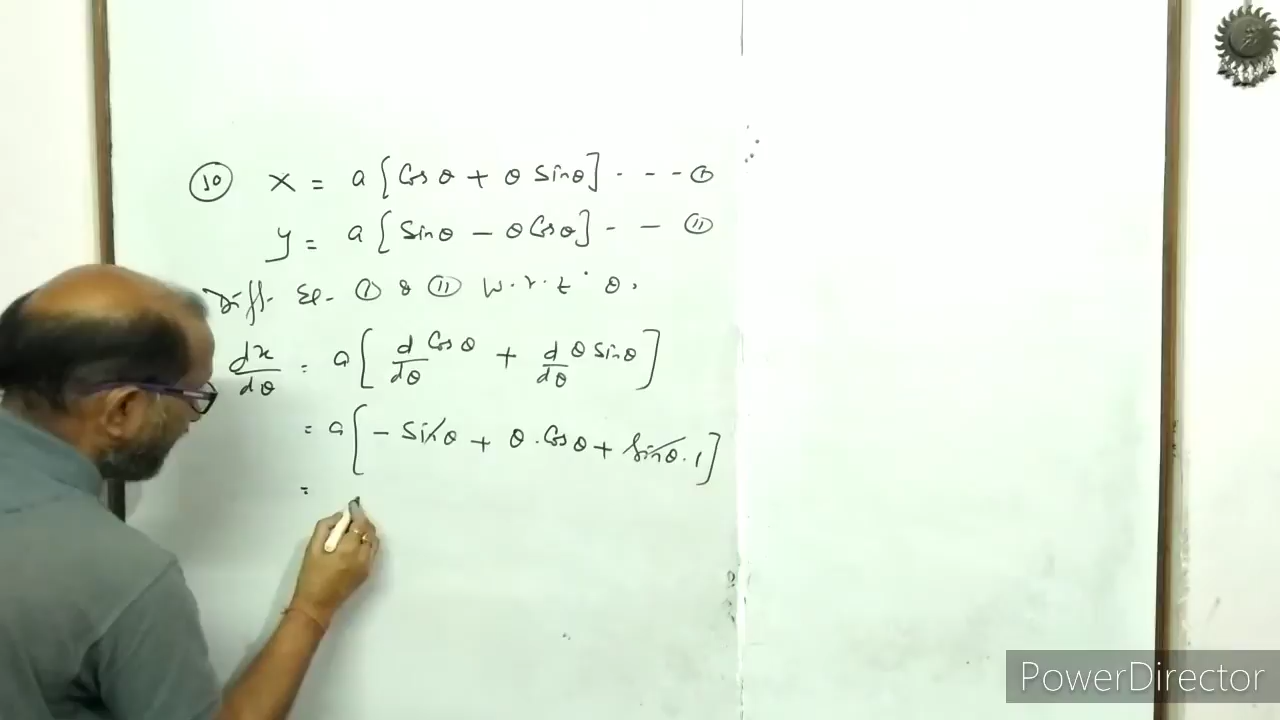 10 x = a [Cos θ + θ Sin θ] - - - I
y = a [Sin θ - θ Cos θ] - - II
Diff. Eq. I & II w.r.t. θ.
dx/dθ = a [d/dθ Cos θ + d/dθ θ Sin θ]
= a [- Sin θ + θ . Cos θ + Sin θ . 1]
=
PowerDirector